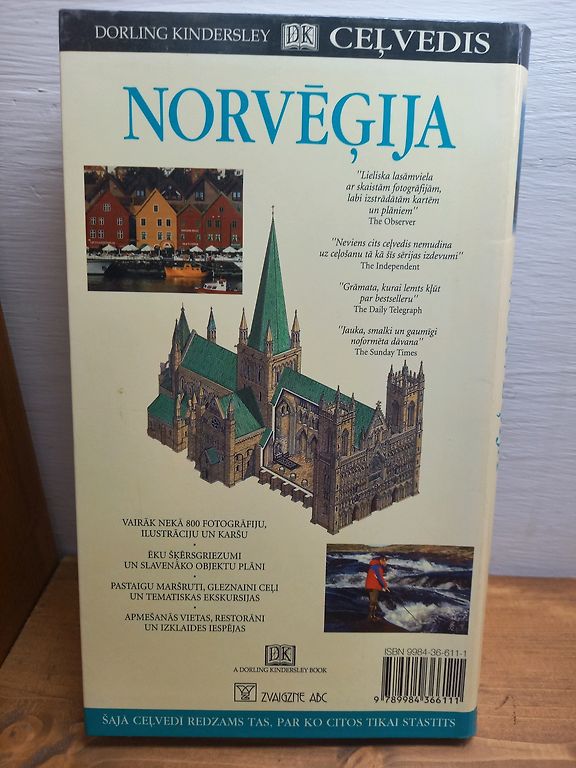 DORLING KINDERSLEY DK CEĻVEDIS
NORVĒĢIJA
"Lieliska lasāmviela
ar skaistām fotogrāfijām,
labi izstrādātām kartēm
un plāniem"
The Observer
"Neviens cits ceļvedis nemudina
uz ceļošanu tā kā šīs sērijas izdevumi"
The Independent
"Grāmata, kurai lemts kļūt
par bestselleru"
The Daily Telegraph
"Jauka, smalki un gaumīgi
noformēta dāvana"
The Sunday Times
VAIRĀK NEKĀ 800 FOTOGRĀFIJU,
ILUSTRĀCIJU UN KARŠU
•
ĒKU ŠĶĒRSGRIEZUMI
UN SLAVENĀKO OBJEKTU PLĀNI
•
PASTAIGU MARŠRUTI, GLEZNAINI CEĻI
UN TEMATISKAS EKSKURSIJAS
•
APMEŠANĀS VIETAS, RESTORĀNI
UN IZKLAIDES IESPĒJAS
DK
A DORLING KINDERSLEY BOOK
ZVAIGZNE ABC
ISBN 9984-36-611-1
9 789984 366111
ŠAJĀ CEĻVEDĪ REDZAMS TAS, PAR KO CITOS TIKAI STĀSTĪTS